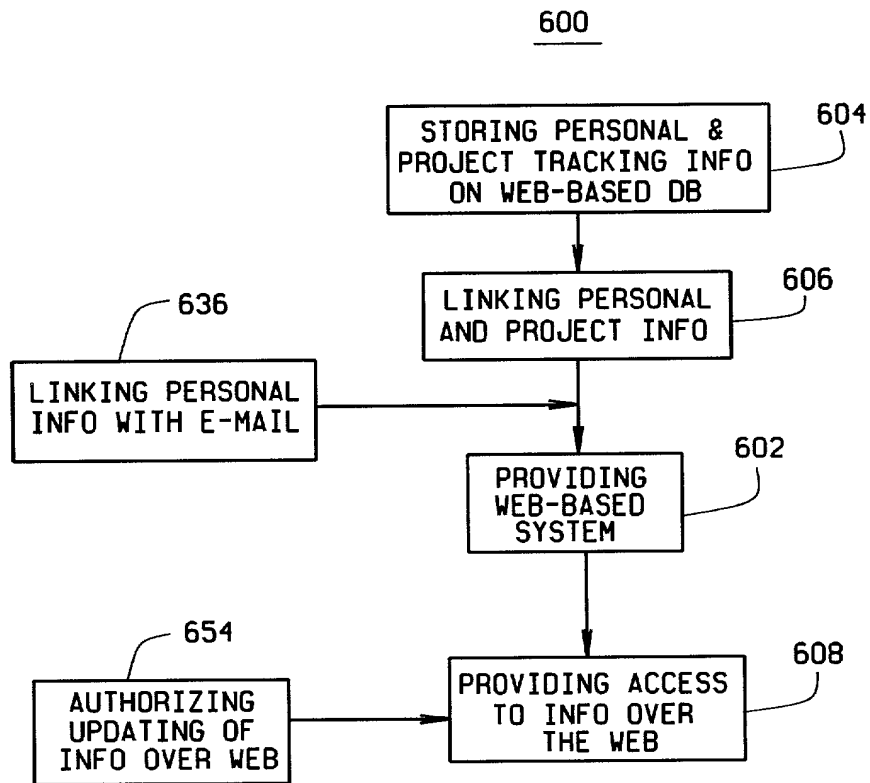 600
604
STORING PERSONAL &
PROJECT TRACKING INFO
ON WEB-BASED DB
606
LINKING PERSONAL
AND PROJECT INFO
636
LINKING PERSONAL
INFO WITH E-MAIL
602
PROVIDING
WEB-BASED
SYSTEM
654
AUTHORIZING
UPDATING OF
INFO OVER WEB
608
PROVIDING ACCESS
TO INFO OVER
THE WEB